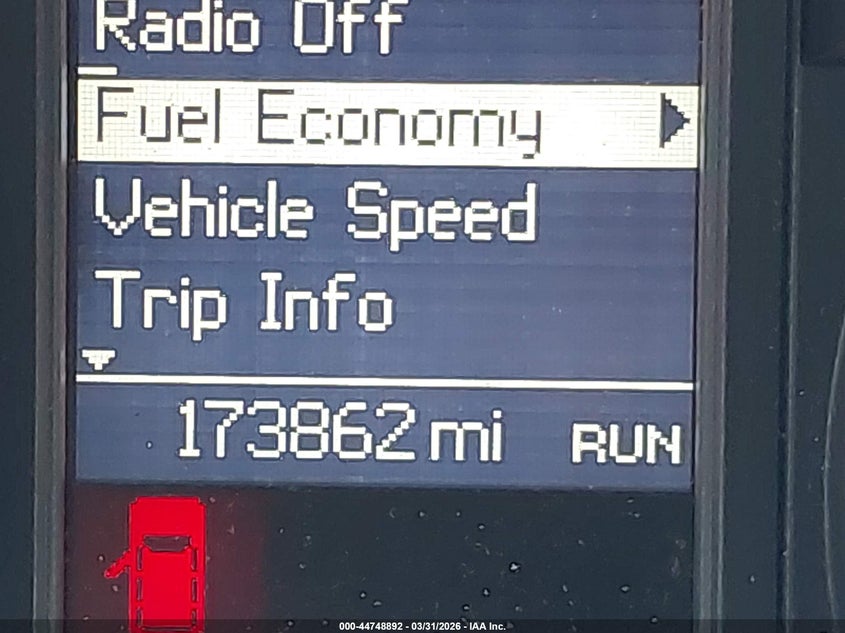 Radio Off
Fuel Economy
Vehicle Speed
Trip Info
173862 mi RUN
000-44748892 - 03/31/2026 - IAA Inc.